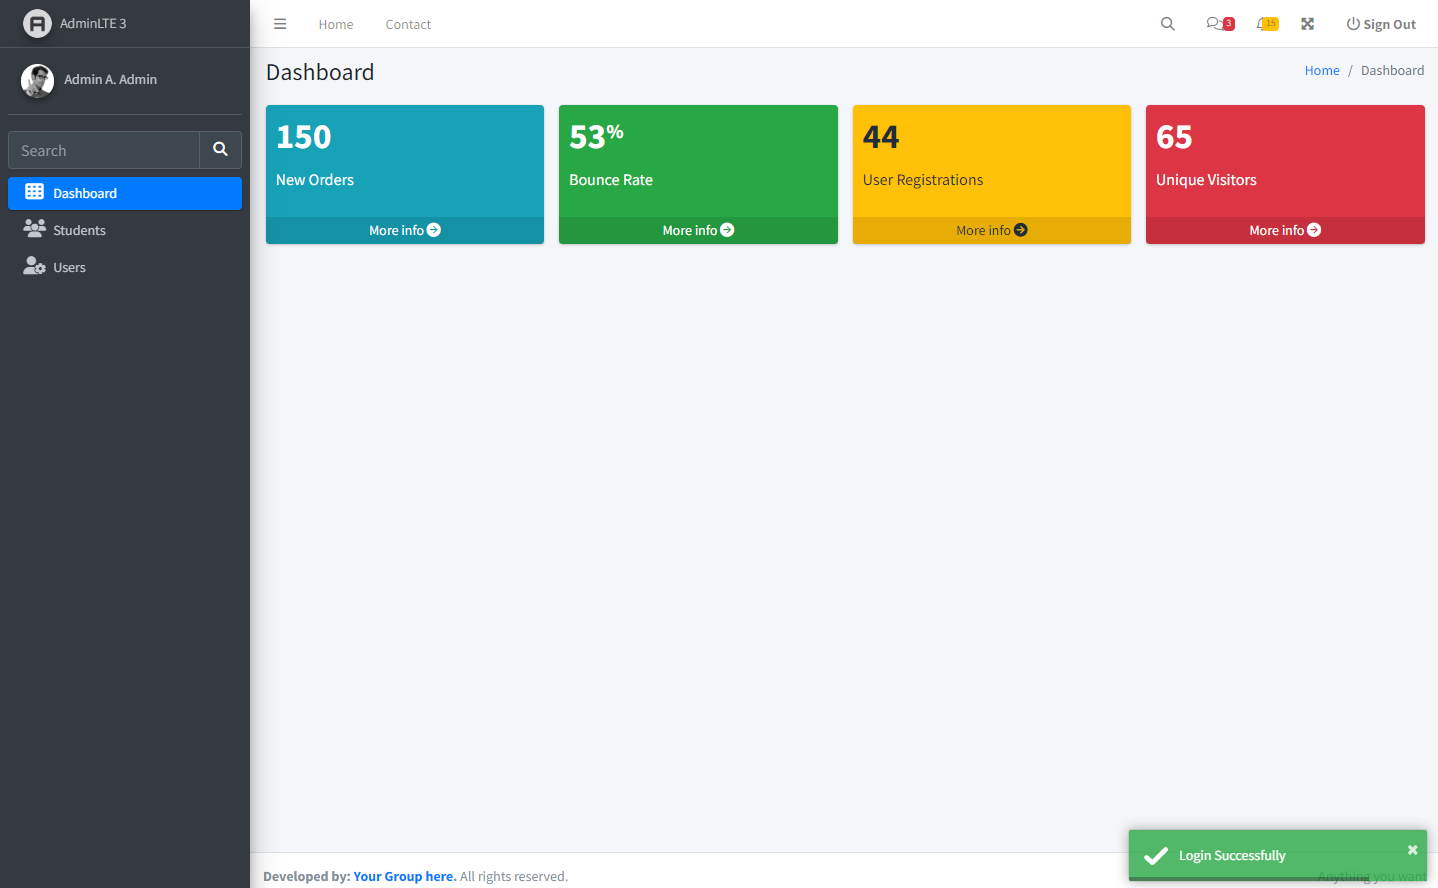 AdminLTE 3
Home
Contact
3
15
Sign Out
Admin A. Admin
Dashboard
Home / Dashboard
Search
Dashboard
Students
Users
150
New Orders
More info
53%
Bounce Rate
More info
44
User Registrations
More info
65
Unique Visitors
More info
Login Successfully
×
Developed by: Your Group here. All rights reserved.
Anything you want